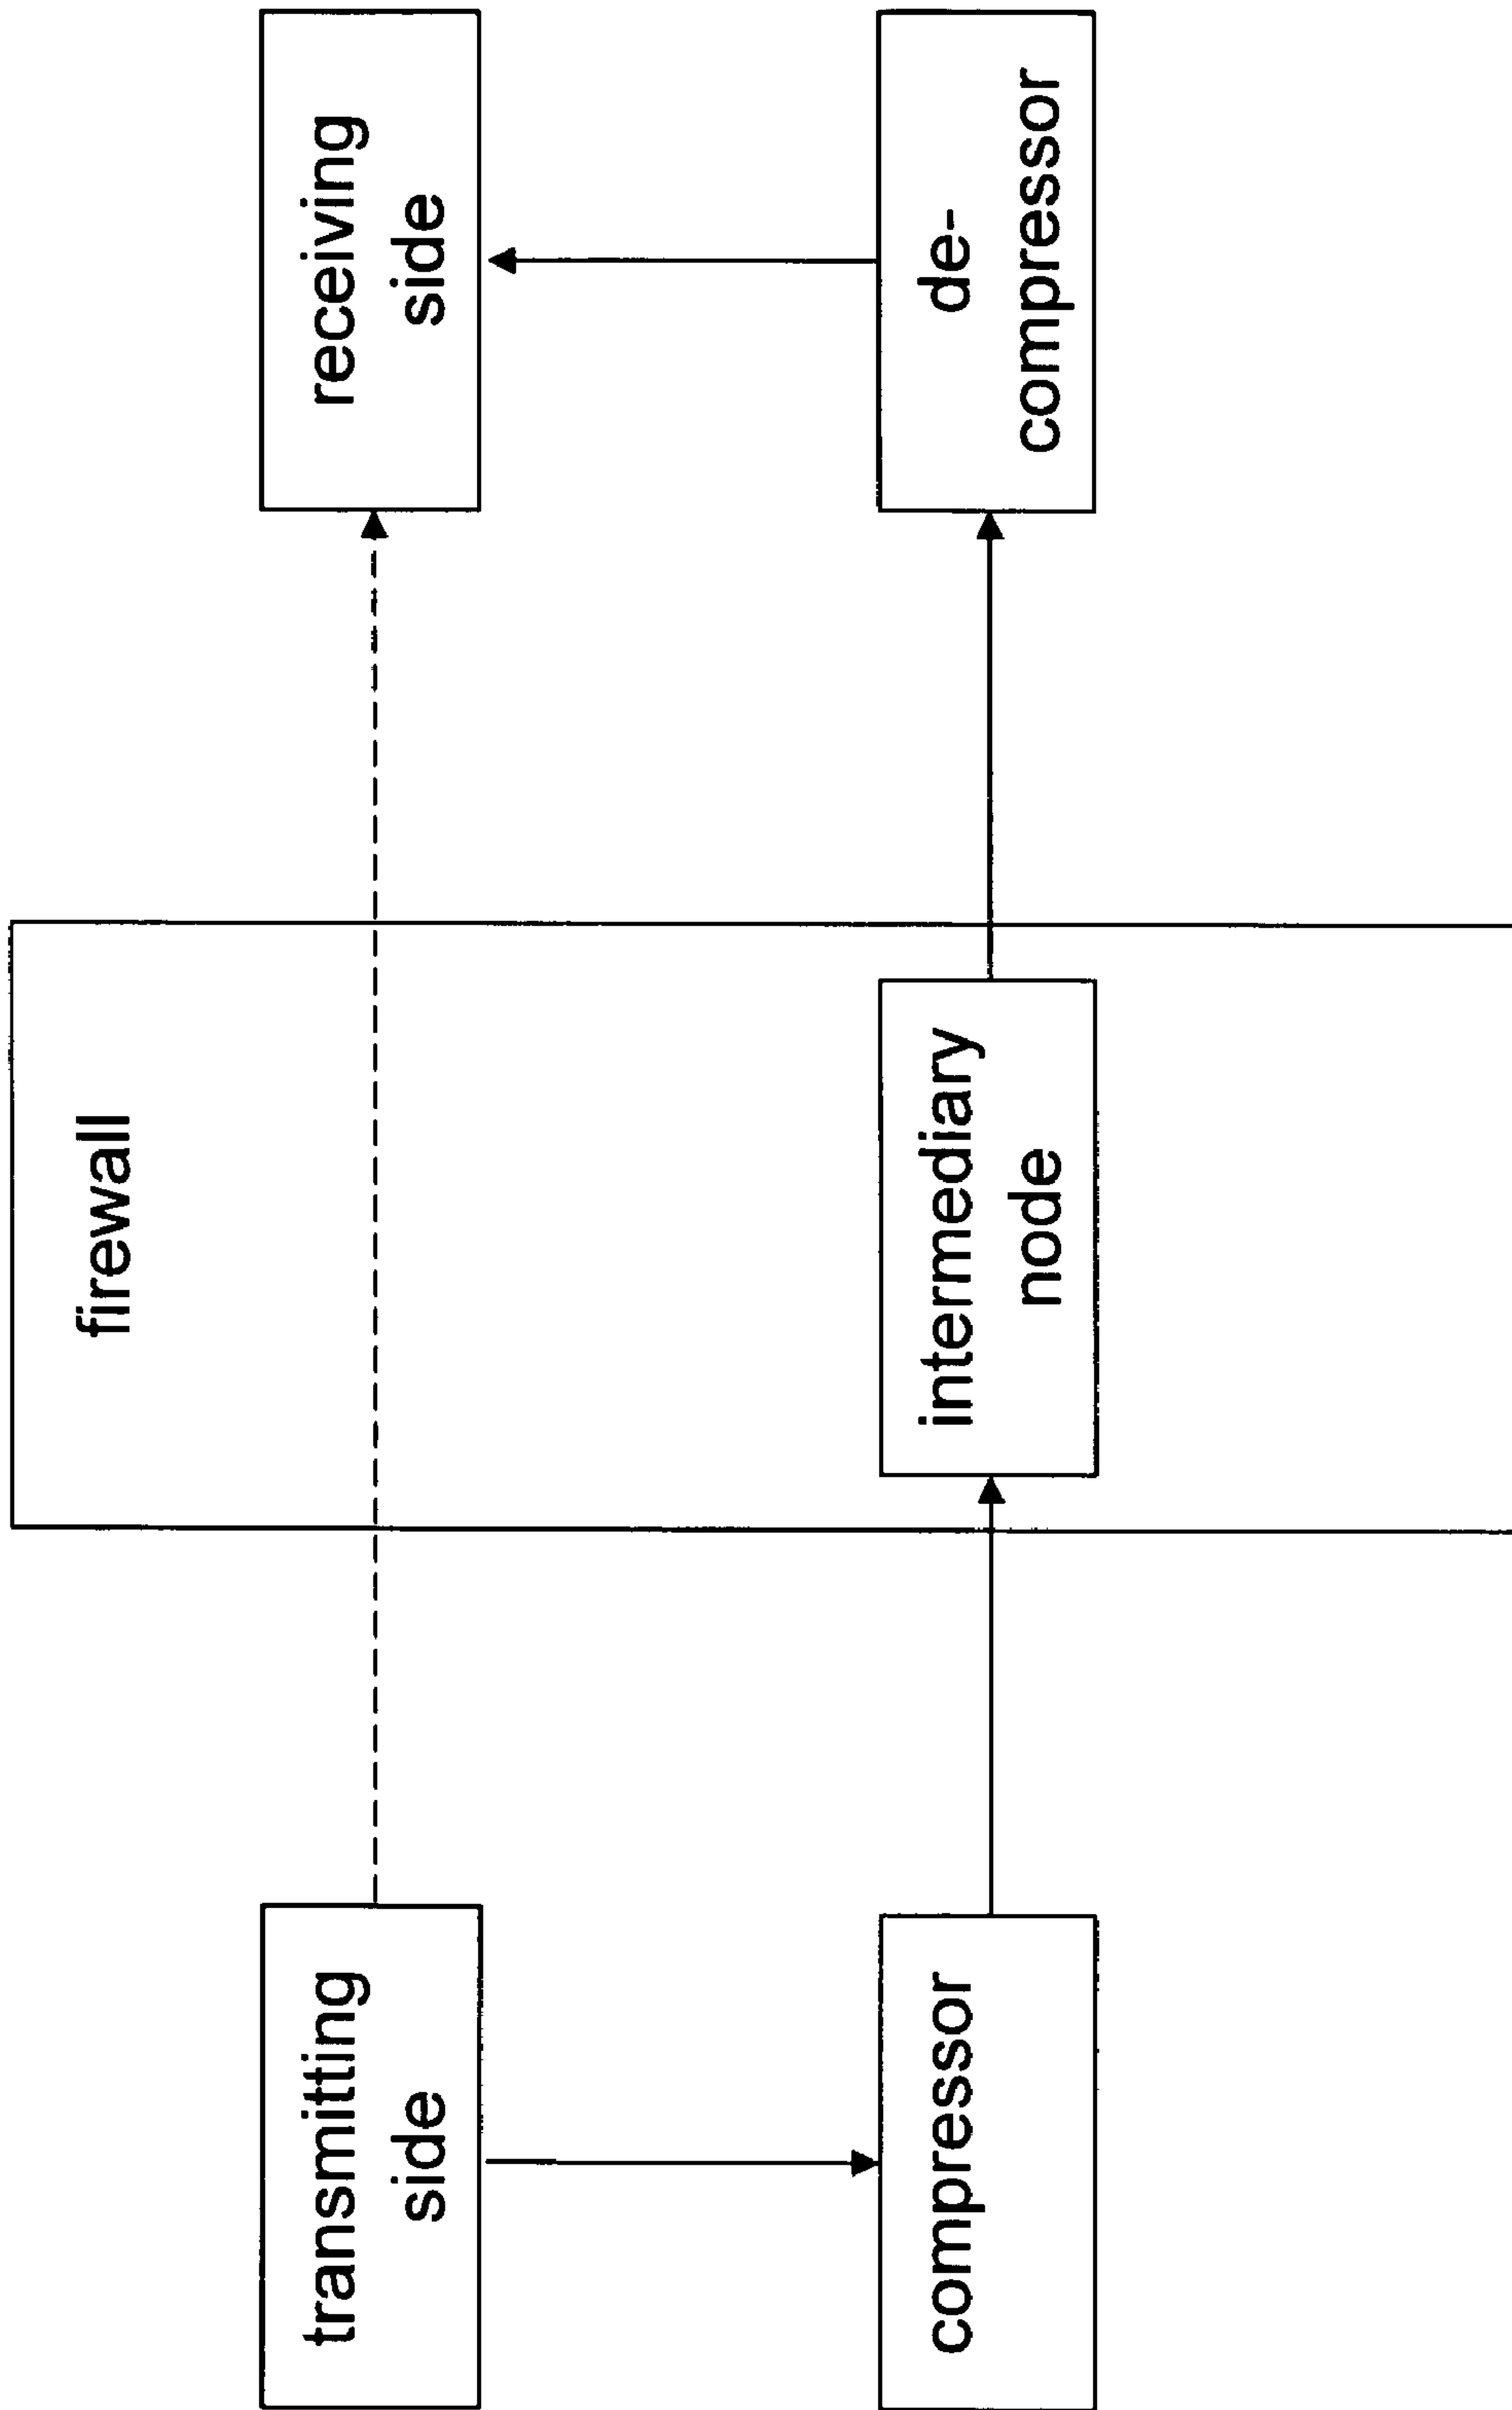 firewall
transmitting
side
receiving
side
compressor
intermediary
node
de-
compressor